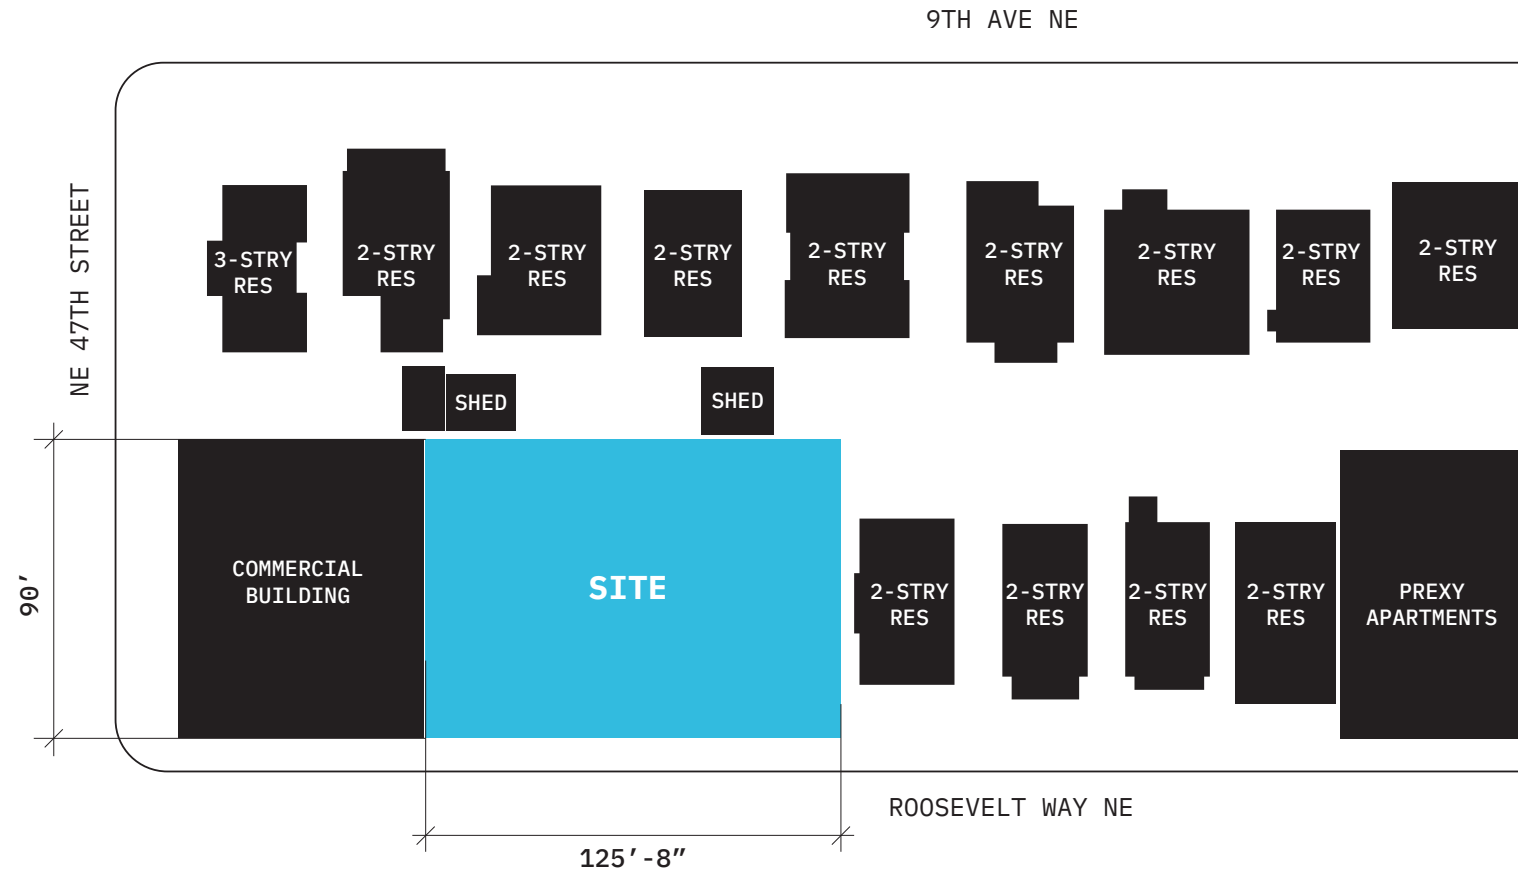 9TH AVE NE
NE 47TH STREET
3-STRY
RES
2-STRY
RES
2-STRY
RES
2-STRY
RES
2-STRY
RES
2-STRY
RES
2-STRY
RES
2-STRY
RES
2-STRY
RES
SHED
SHED
90’
COMMERCIAL
BUILDING
SITE
2-STRY
RES
2-STRY
RES
2-STRY
RES
2-STRY
RES
PREXY
APARTMENTS
ROOSEVELT WAY NE
125’-8”